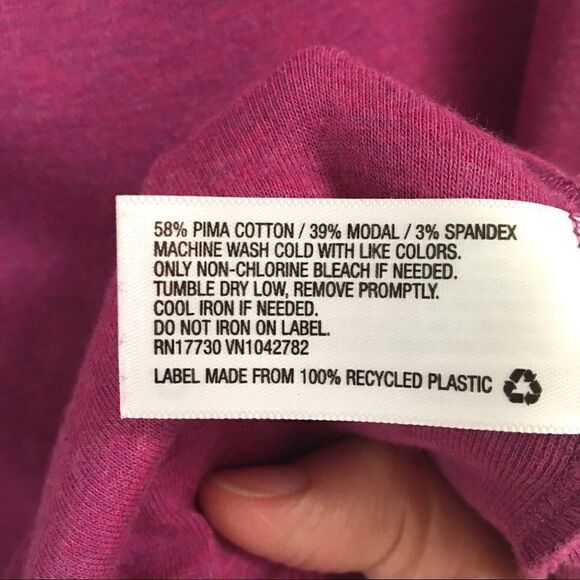 58% PIMA COTTON / 39% MODAL / 3% SPANDEX
MACHINE WASH COLD WITH LIKE COLORS.
ONLY NON-CHLORINE BLEACH IF NEEDED.
TUMBLE DRY LOW, REMOVE PROMPTLY.
COOL IRON IF NEEDED.
DO NOT IRON ON LABEL.
RN17730 VN1042782
LABEL MADE FROM 100% RECYCLED PLASTIC